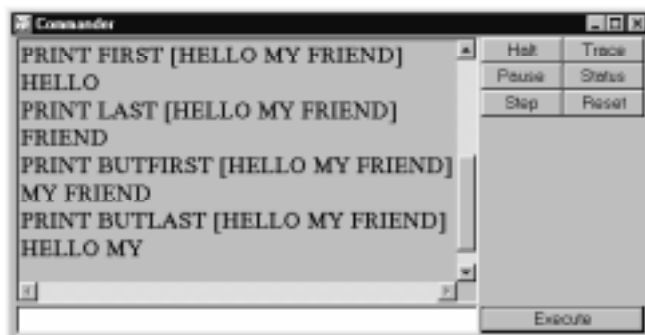 Commander
PRINT FIRST [HELLO MY FRIEND]
HELLO
PRINT LAST [HELLO MY FRIEND]
FRIEND
PRINT BUTFIRST [HELLO MY FRIEND]
MY FRIEND
PRINT BUTLAST [HELLO MY FRIEND]
HELLO MY
Halt Trace
Pause Status
Step Reset
Execute